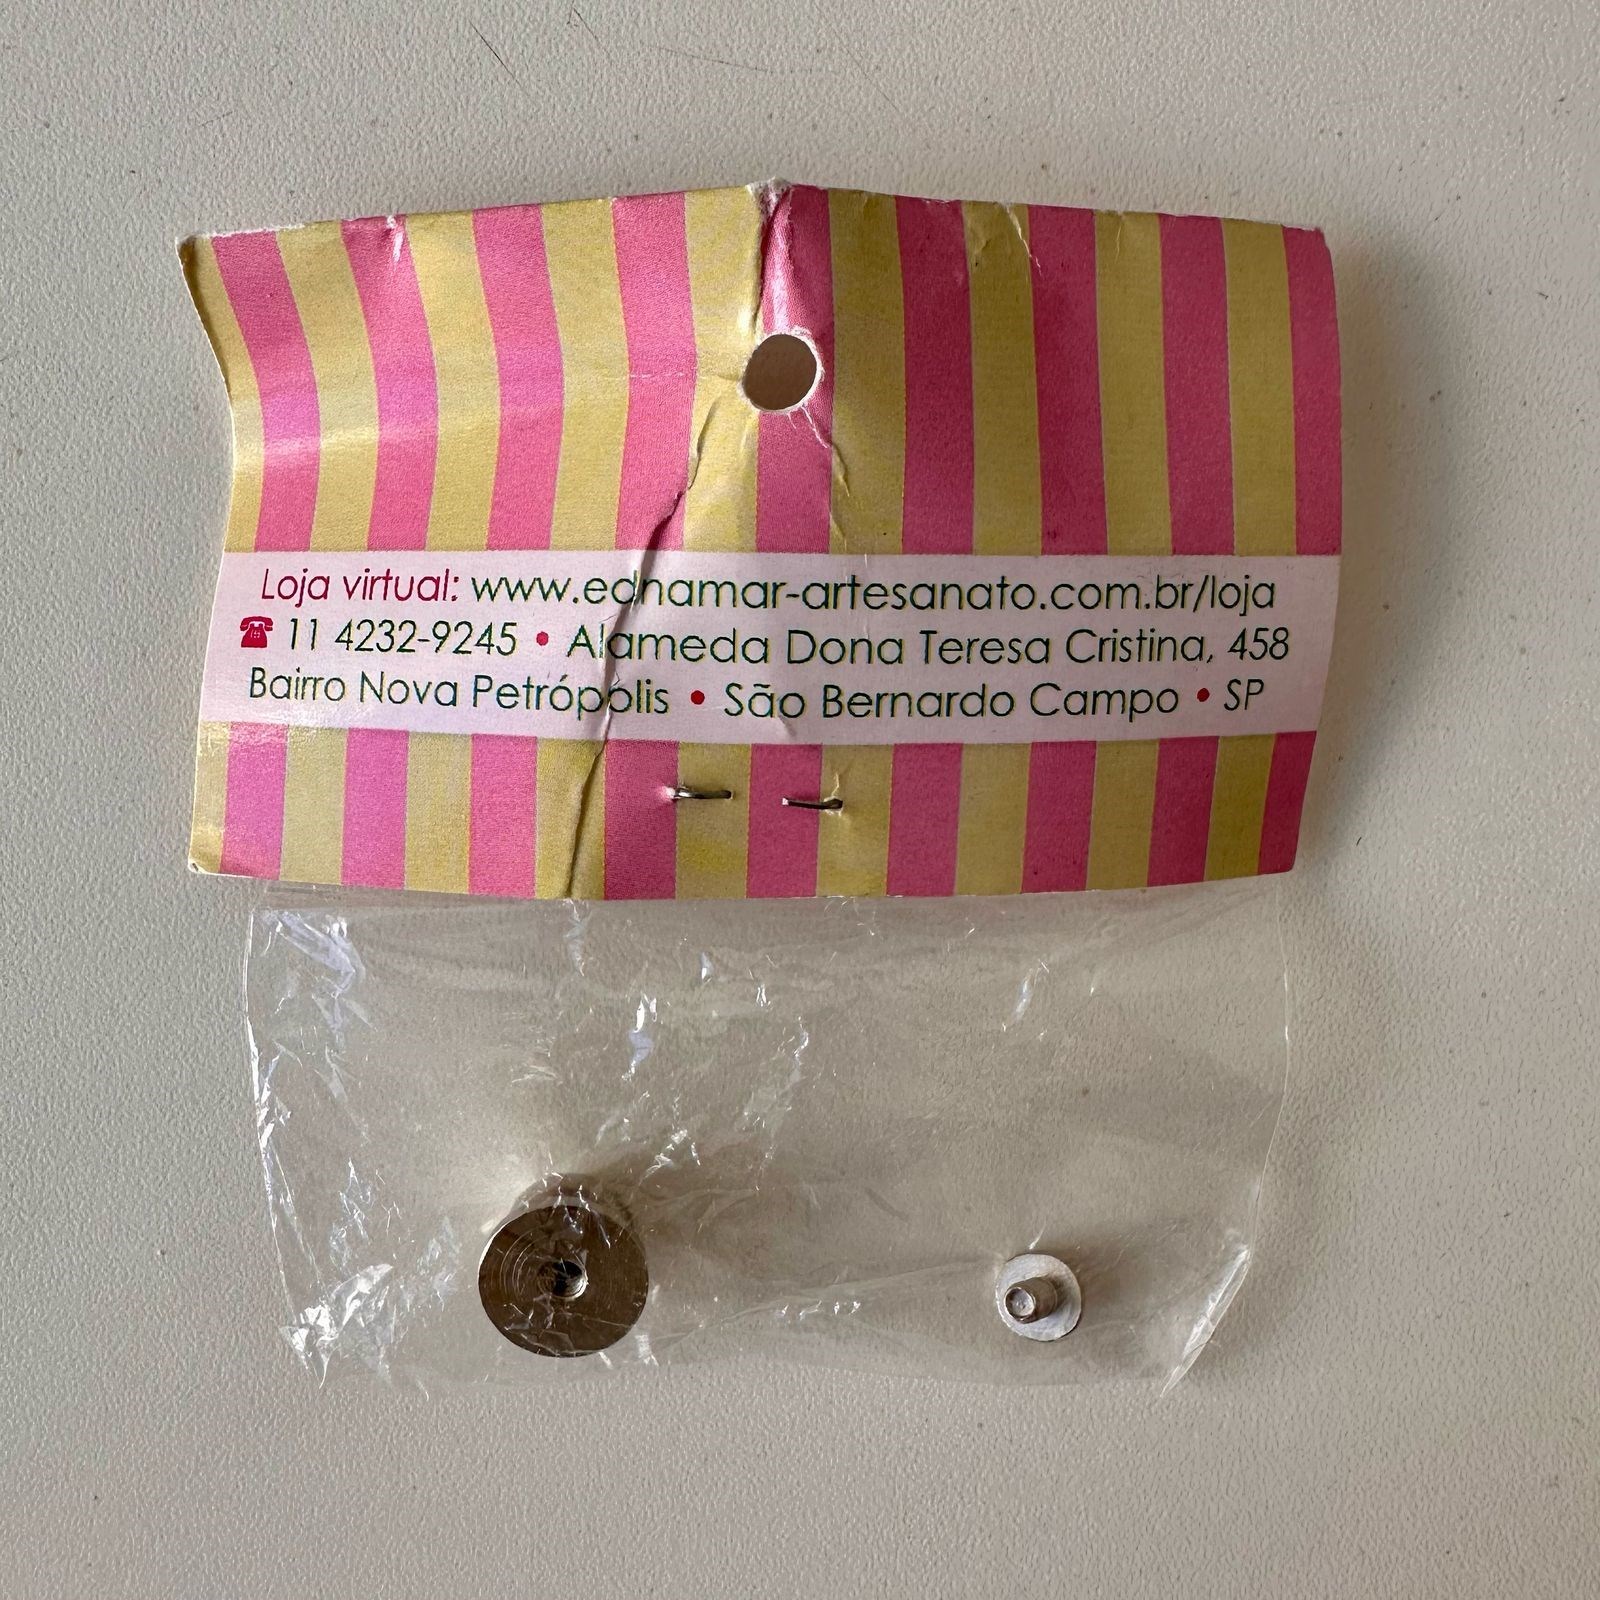 Loja virtual: www.ednamar-artesanato.com.br/loja
☎ 11 4232-9245 • Alameda Dona Teresa Cristina, 458
Bairro Nova Petrópolis • São Bernardo Campo • SP